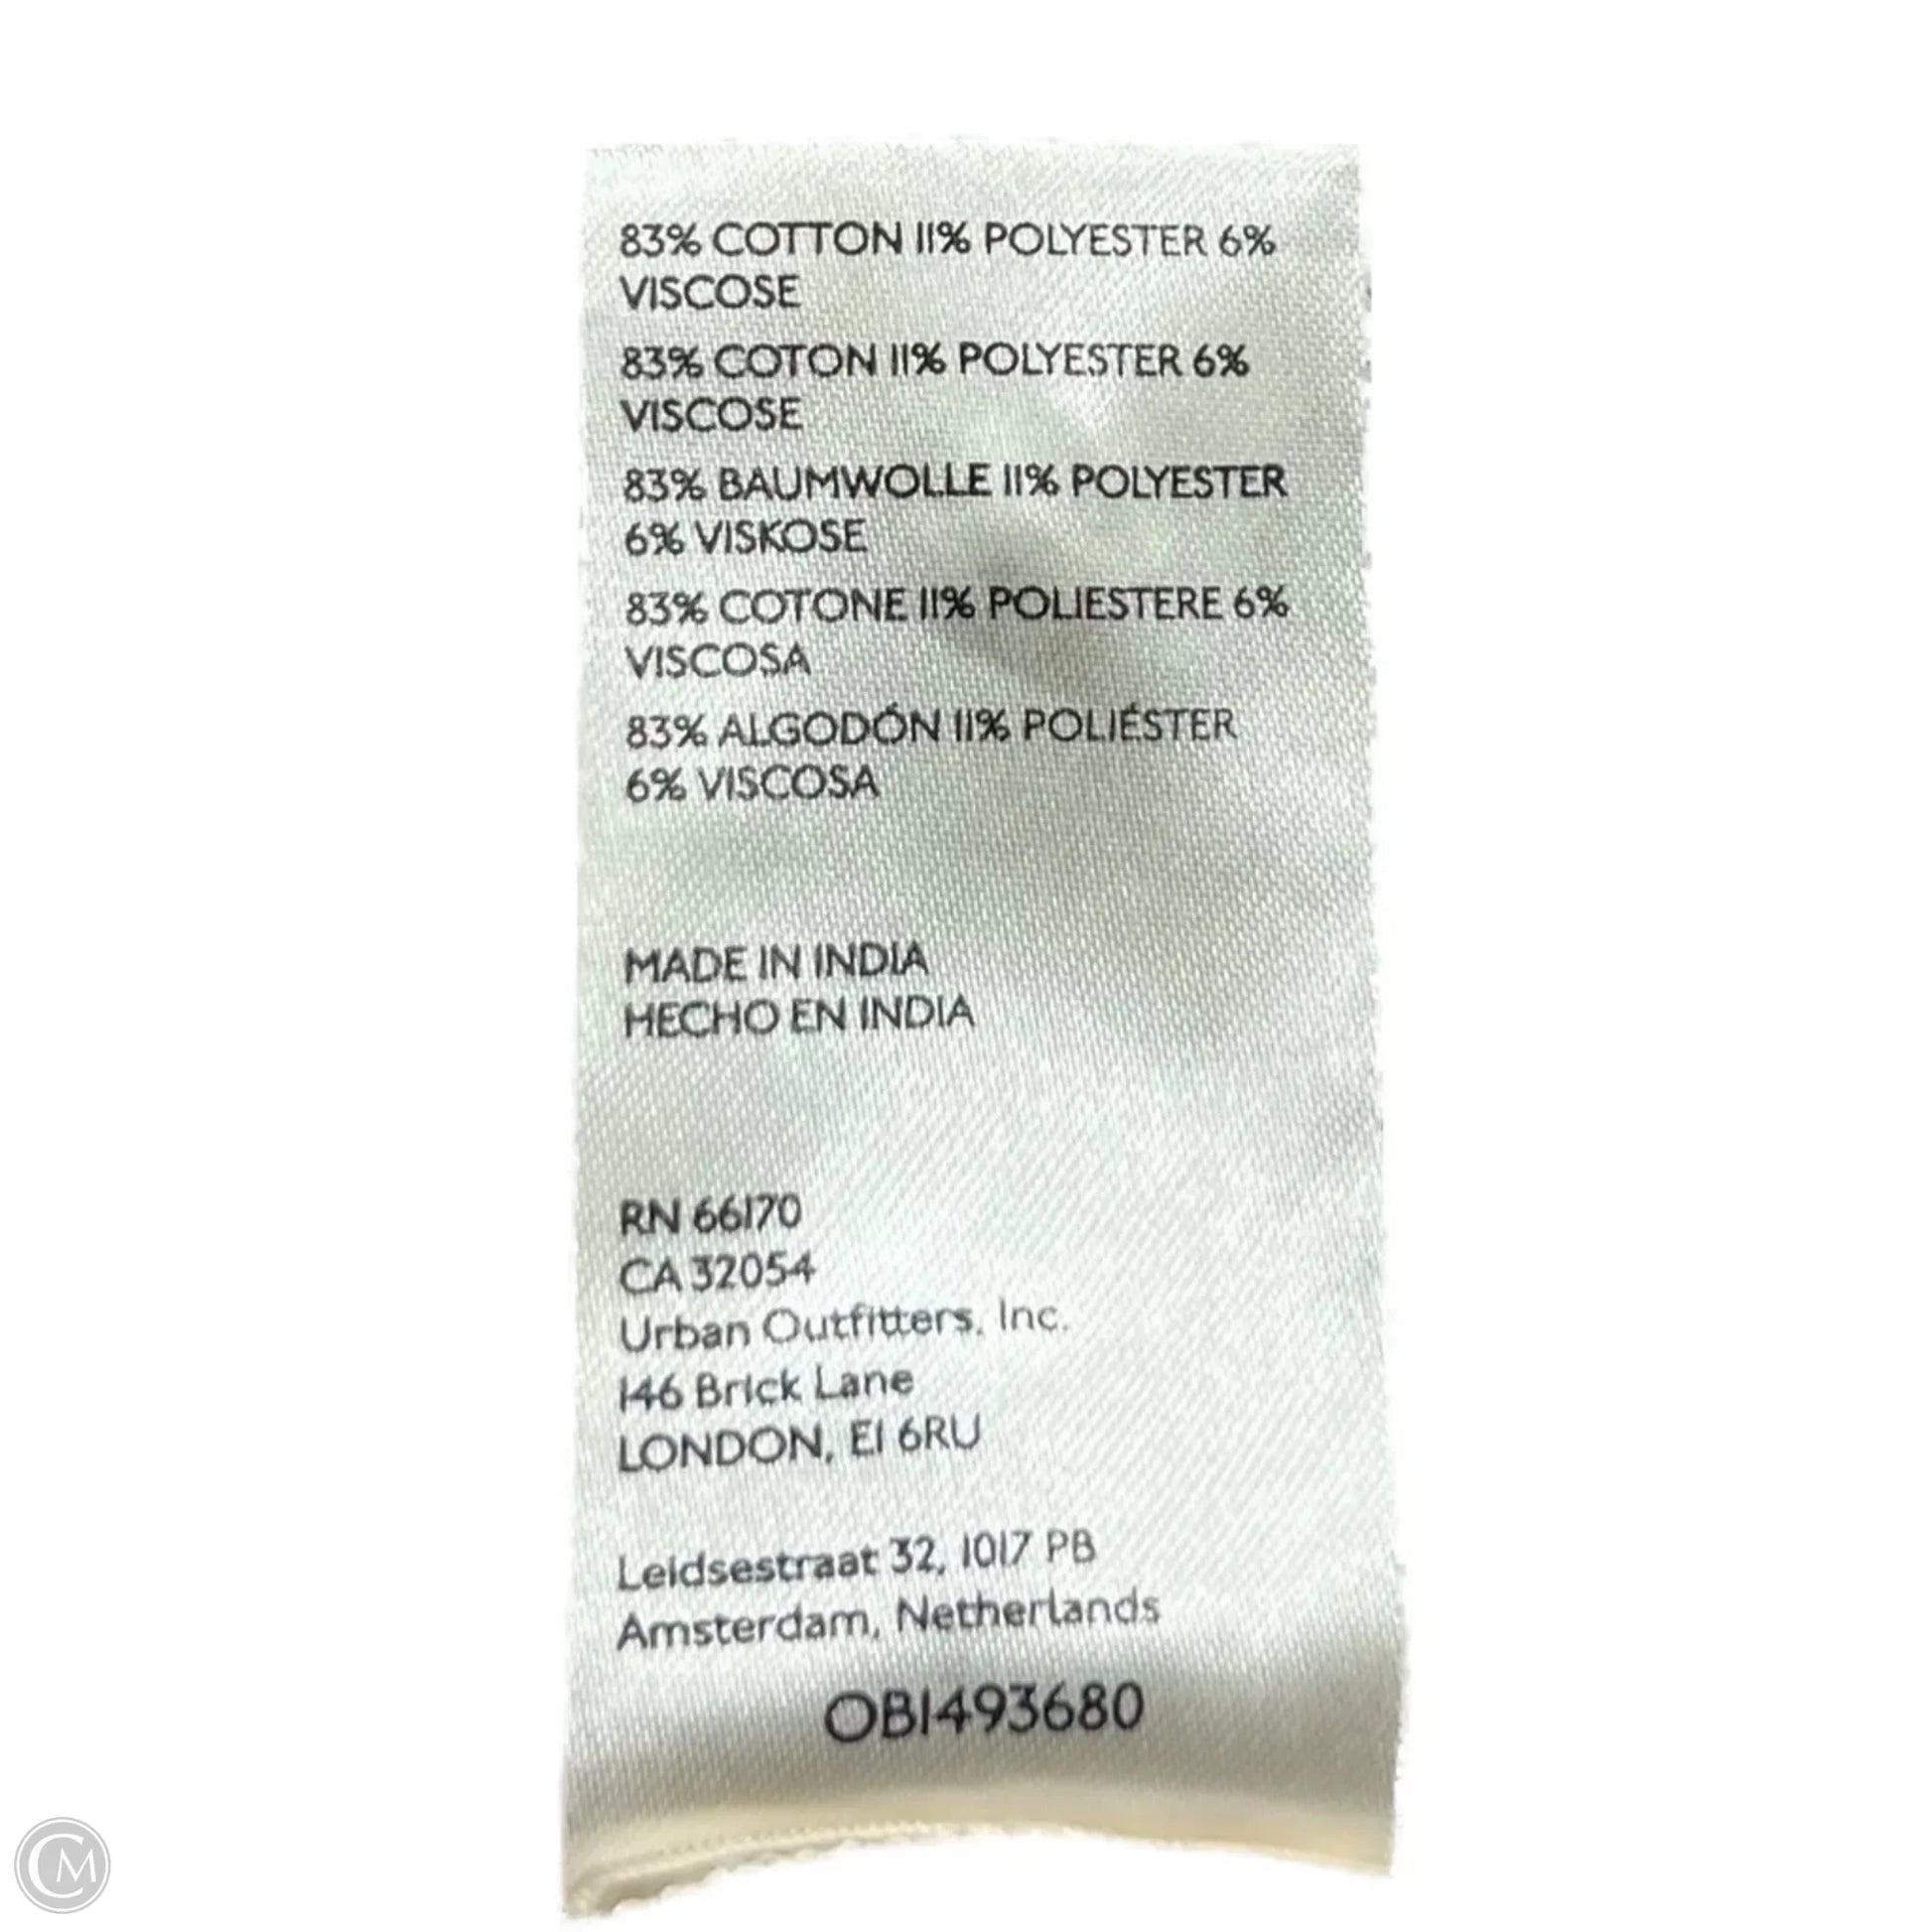 83% COTTON 11% POLYESTER 6%
VISCOSE
83% COTON 11% POLYESTER 6%
VISCOSE
83% BAUMWOLLE 11% POLYESTER
6% VISKOSE
83% COTONE 11% POLIESTERE 6%
VISCOSA
83% ALGODÓN 11% POLIÉSTER
6% VISCOSA
MADE IN INDIA
HECHO EN INDIA
RN 66170
CA 32054
Urban Outfitters, Inc.
146 Brick Lane
LONDON, E1 6RU
Leidsestraat 32, 1017 PB
Amsterdam, Netherlands
OB1493680
CM